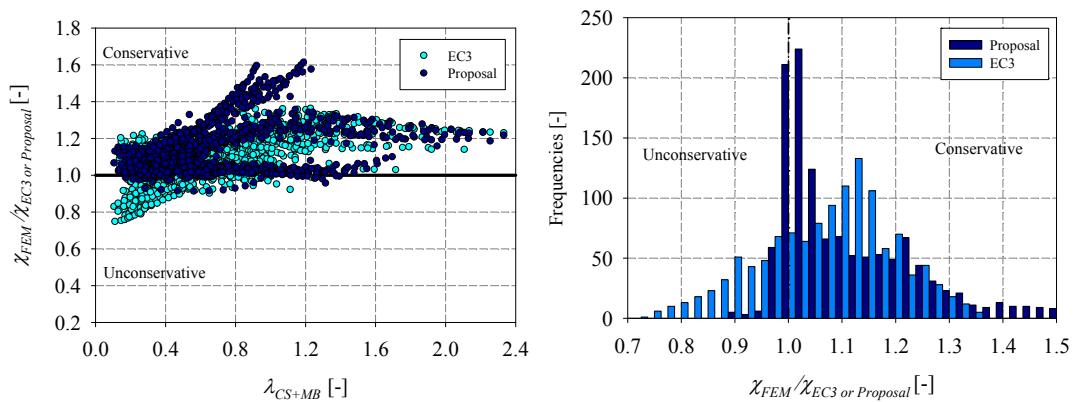 1.8
Conservative
EC3
Proposal
1.6
1.4
1.2
1.0
0.8
0.6
Unconservative
0.4
0.2
0.0 0.4 0.8 1.2 1.6 2.0 2.4
λCS+MB [-]
χFEM/χEC3 or Proposal [-]
250
Proposal
EC3
200
150
Unconservative
Conservative
100
50
0
0.7 0.8 0.9 1.0 1.1 1.2 1.3 1.4 1.5
χFEM/χEC3 or Proposal [-]
Frequencies [-]